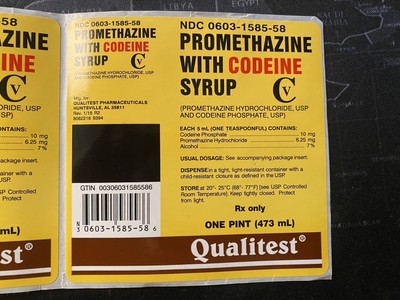 CONTAINS:
10 mg
6.25 mg
7%
package insert.
container with a
USP.
USP Controlled
Protect
mL)
st®
NDC 0603-1585-58
PROMETHAZINE
WITH CODEINE
SYRUP
CV
(PROMETHAZINE HYDROCHLORIDE, USP
AND CODEINE PHOSPHATE, USP)
Mfg. for:
QUALITEST PHARMACEUTICALS
HUNTSVILLE, AL 35811
Rev. 1/15 R2
GTIN 00306031585586
N
3
0603-1585-58
6
NDC 0603-1585-58
PROMETHAZINE
WITH CODEINE
SYRUP
CV
(PROMETHAZINE HYDROCHLORIDE, USP
AND CODEINE PHOSPHATE, USP)
EACH 5 mL (ONE TEASPOONFUL) CONTAINS:
Codeine Phosphate 10 mg
Promethazine Hydrochloride 6.25 mg
Alcohol 7%
USUAL DOSAGE: See accompanying package insert.
DISPENSE in a tight, light-resistant container with a
child-resistant closure as defined in the USP.
STORE at 20°- 25°C (68°- 77°F) [see USP Controlled
Room Temperature]. Keep tightly closed. Protect
from light.
Rx only
ONE PINT (473 mL)
Qualitest®